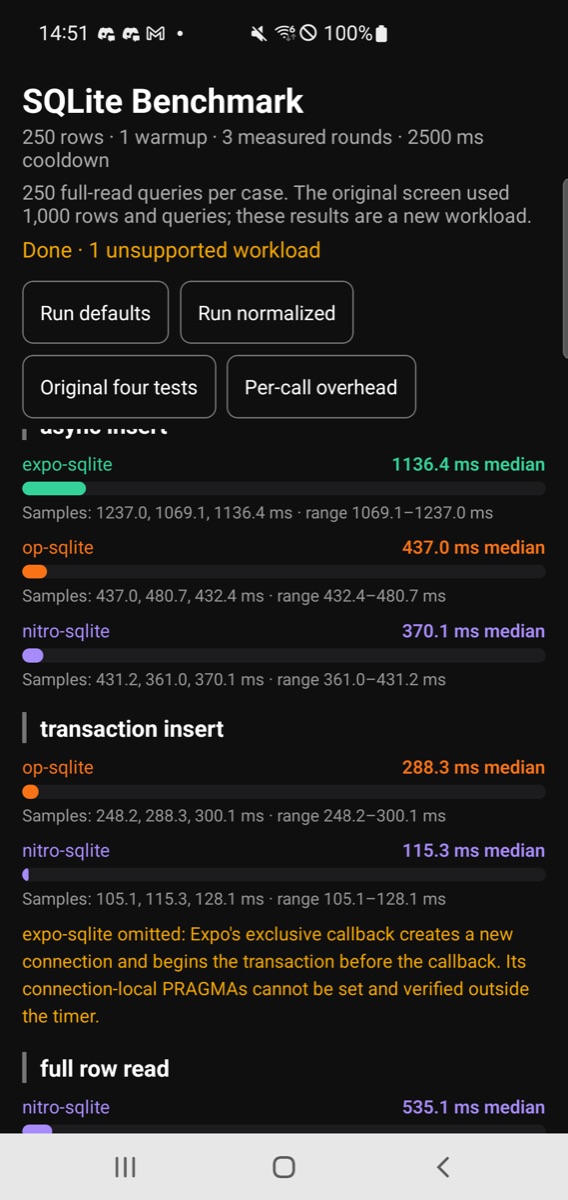 14:51
100%
SQLite Benchmark
250 rows · 1 warmup · 3 measured rounds · 2500 ms
cooldown
250 full-read queries per case. The original screen used
1,000 rows and queries; these results are a new workload.
Done · 1 unsupported workload
Run defaults
Run normalized
Original four tests
Per-call overhead
async insert
expo-sqlite
1136.4 ms median
Samples: 1237.0, 1069.1, 1136.4 ms · range 1069.1–1237.0 ms
op-sqlite
437.0 ms median
Samples: 437.0, 480.7, 432.4 ms · range 432.4–480.7 ms
nitro-sqlite
370.1 ms median
Samples: 431.2, 361.0, 370.1 ms · range 361.0–431.2 ms
transaction insert
op-sqlite
288.3 ms median
Samples: 248.2, 288.3, 300.1 ms · range 248.2–300.1 ms
nitro-sqlite
115.3 ms median
Samples: 105.1, 115.3, 128.1 ms · range 105.1–128.1 ms
expo-sqlite omitted: Expo's exclusive callback creates a new
connection and begins the transaction before the callback. Its
connection-local PRAGMAs cannot be set and verified outside
the timer.
full row read
nitro-sqlite
535.1 ms median